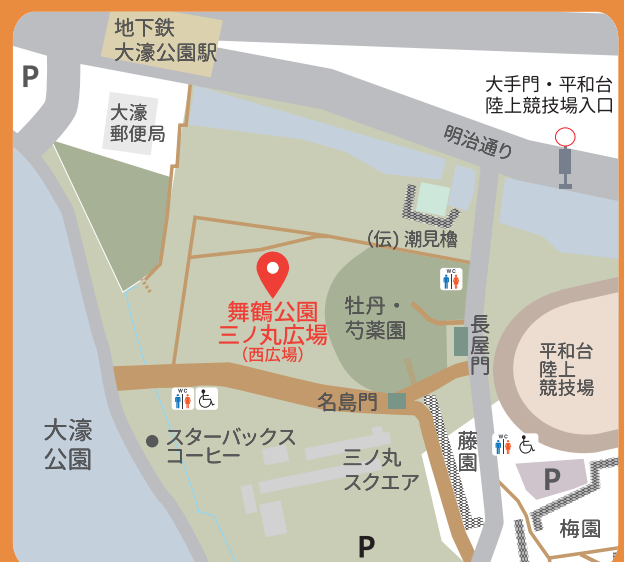 地下鉄
大濠公園駅
P
大濠
郵便局
大手門・平和台
陸上競技場入口
明治通り
(伝) 潮見櫓
WC
舞鶴公園
三ノ丸広場
(西広場)
牡丹・
芍薬園
長屋門
平和台
陸上
競技場
WC
名島門
大濠
公園
スターバックス
コーヒー
三ノ丸
スクエア
藤園
WC
P
梅園
P